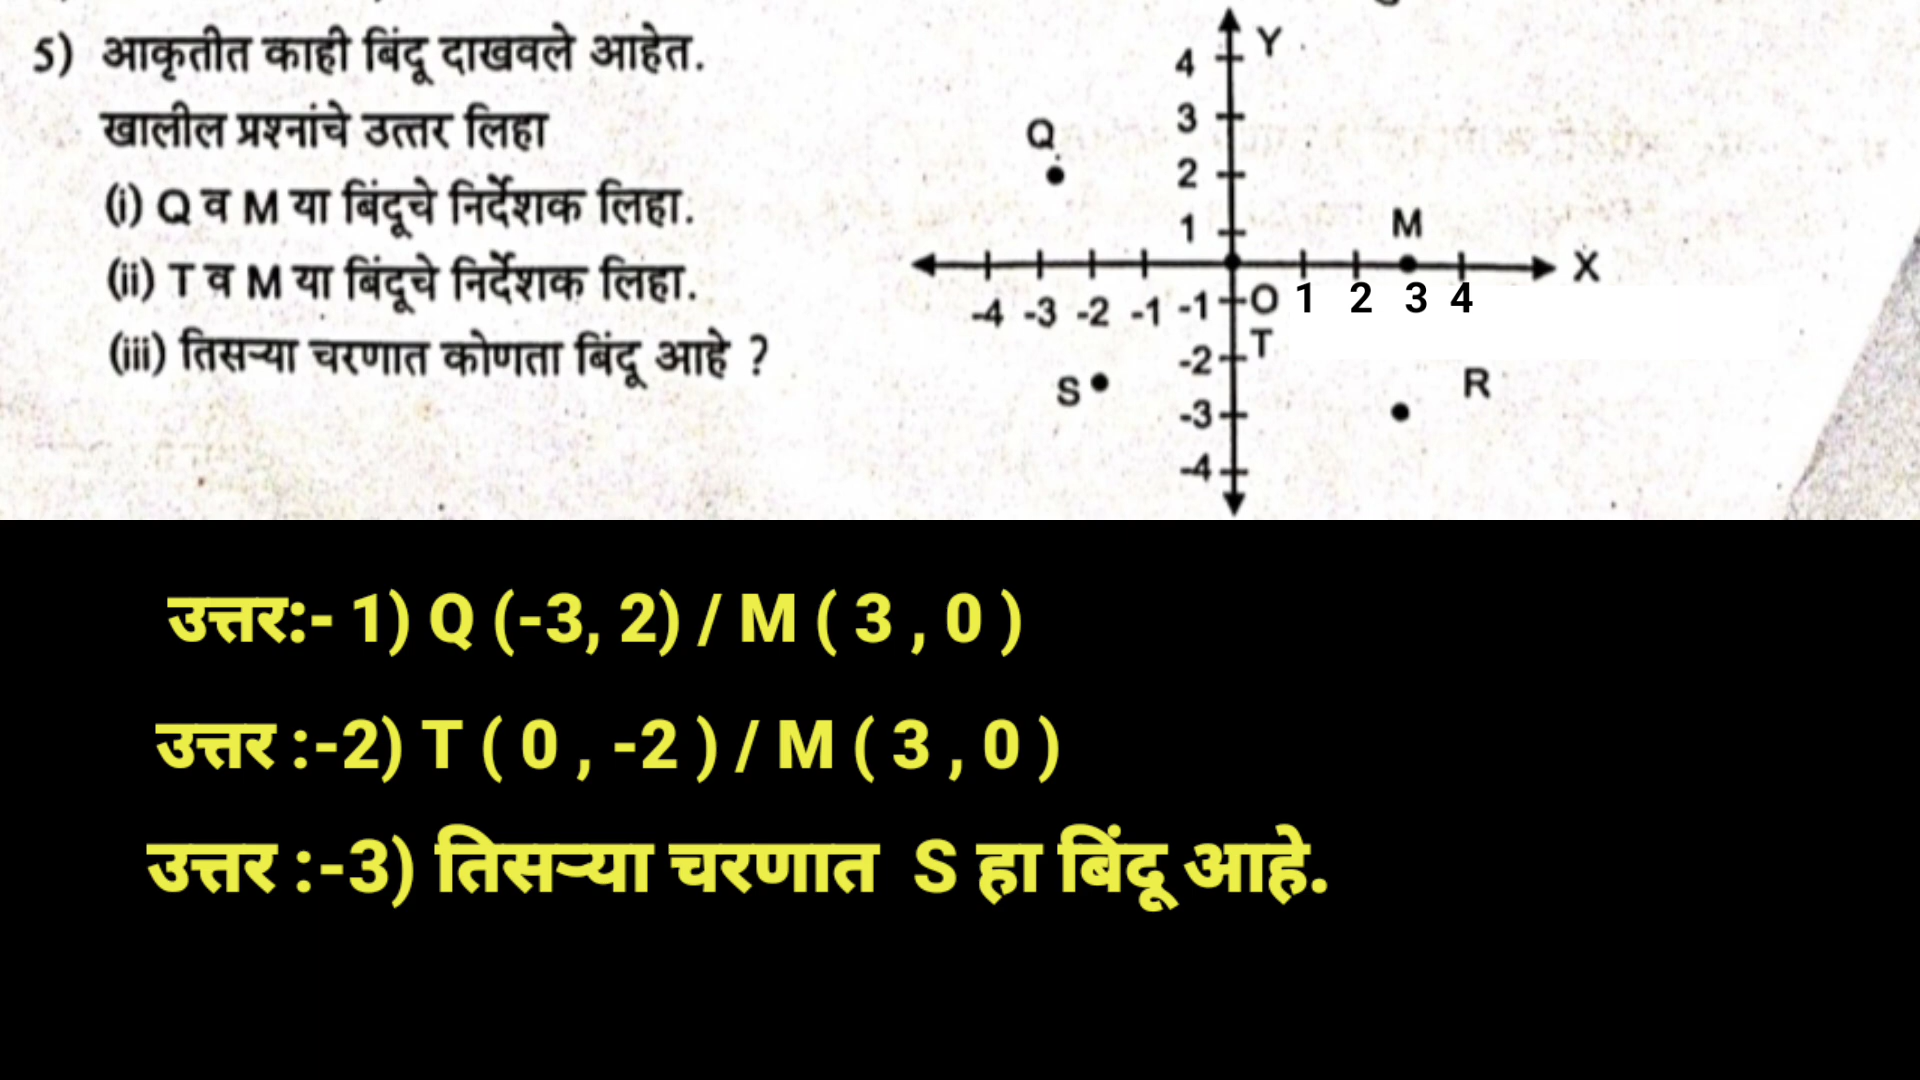 5) आकृतीत काही बिंदू दाखवले आहेत.
खालील प्रश्नांचे उत्तर लिहा
(i) Q व M या बिंदूचे निर्देशक लिहा.
(ii) T व M या बिंदूचे निर्देशक लिहा.
(iii) तिसऱ्या चरणात कोणता बिंदू आहे ?
Y
4
3
Q
2
1
M
X
-4 -3 -2 -1 -1 O 1 2 3 4
-2 T
S
R
-3
-4
उत्तर:- 1) Q (-3, 2) / M ( 3 , 0 )
उत्तर :-2) T ( 0 , -2 ) / M ( 3 , 0 )
उत्तर :-3) तिसऱ्या चरणात S हा बिंदू आहे.